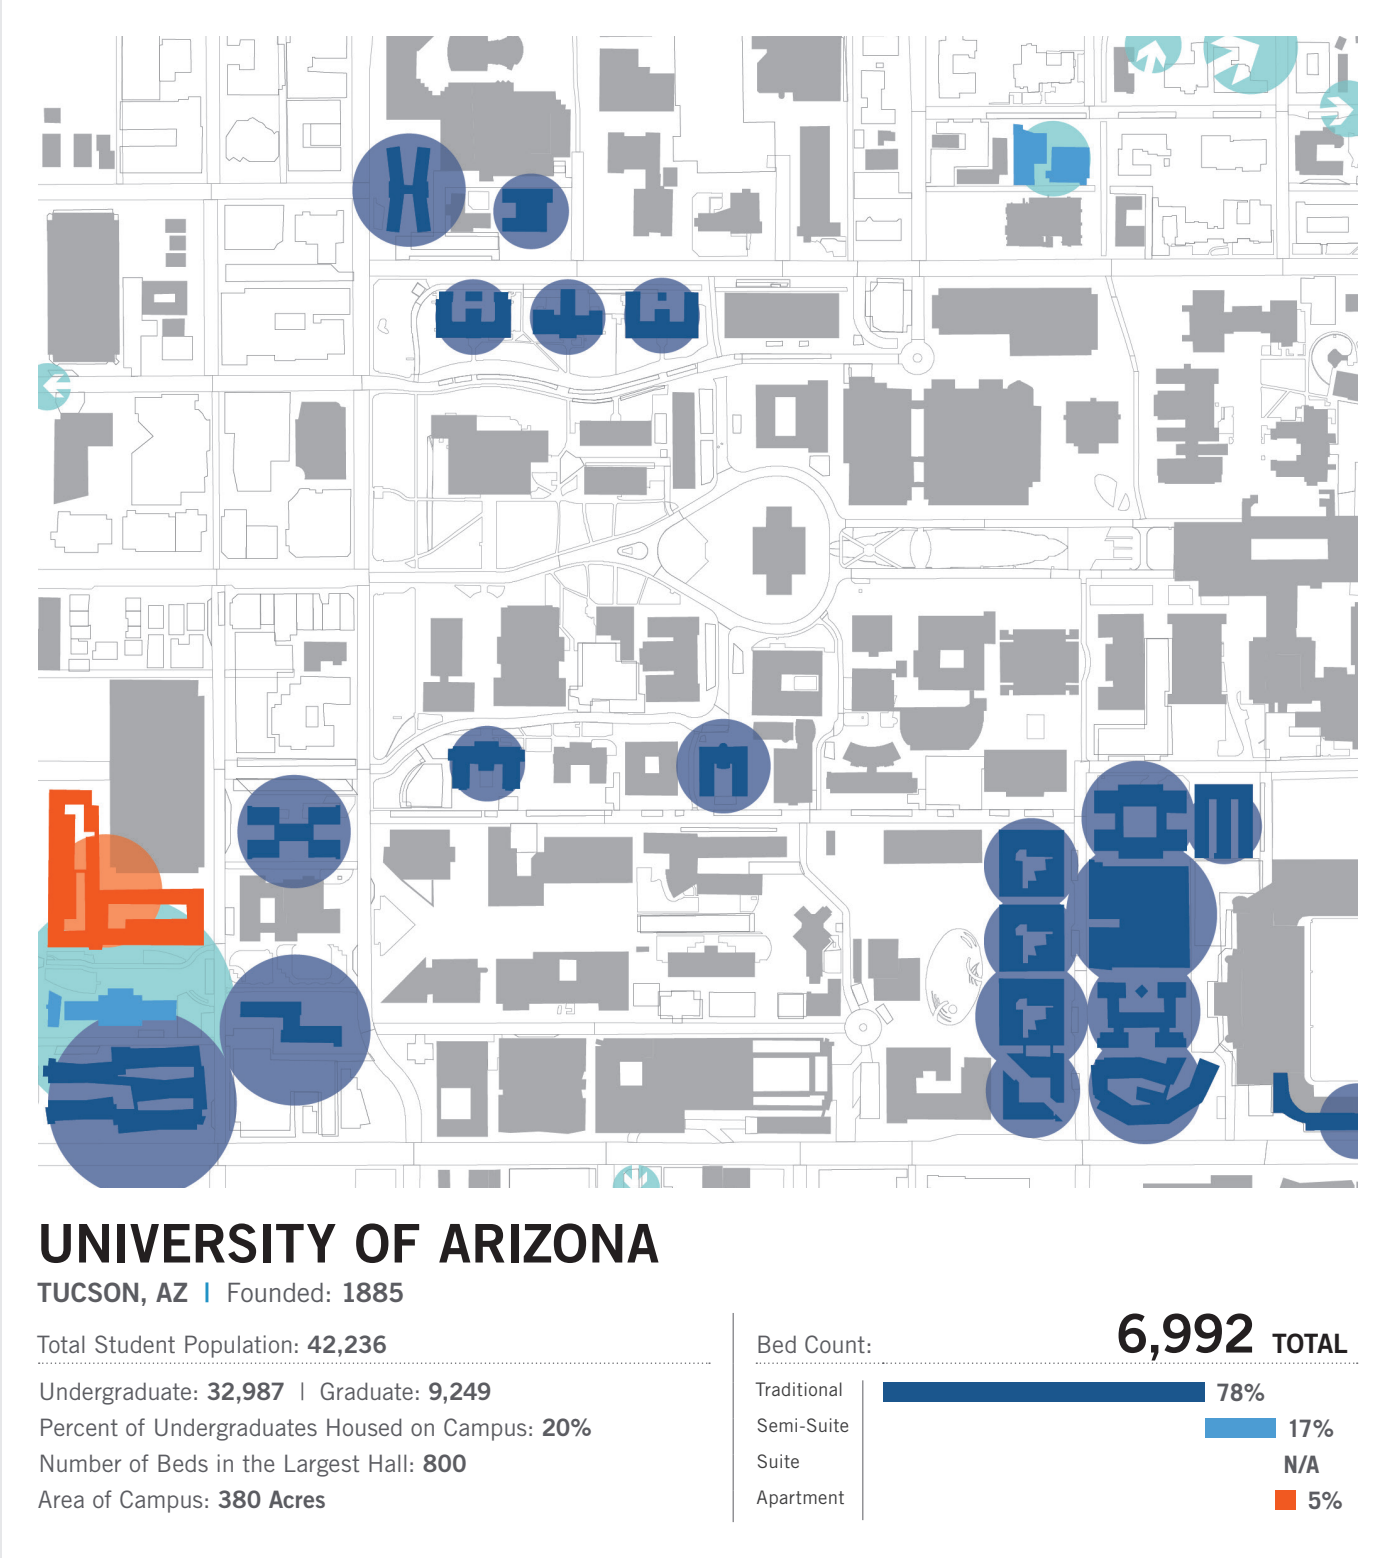 UNIVERSITY OF ARIZONA
TUCSON, AZ | Founded: 1885
Total Student Population: 42,236
Undergraduate: 32,987 | Graduate: 9,249
Percent of Undergraduates Housed on Campus: 20%
Number of Beds in the Largest Hall: 800
Area of Campus: 380 Acres
Bed Count: 6,992 TOTAL
Traditional 78%
Semi-Suite 17%
Suite N/A
Apartment 5%